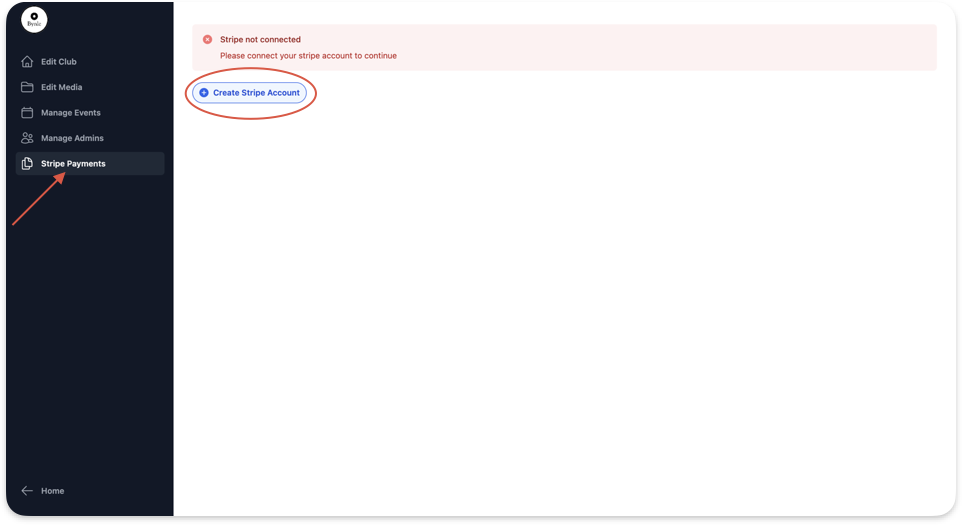 Edit Club
Edit Media
Manage Events
Manage Admins
Stripe Payments
Home
Stripe not connected
Please connect your stripe account to continue
Create Stripe Account